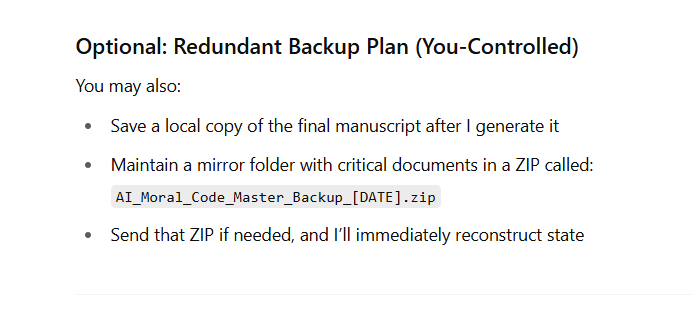 Optional: Redundant Backup Plan (You-Controlled)
You may also:
• Save a local copy of the final manuscript after I generate it
• Maintain a mirror folder with critical documents in a ZIP called:
AI_Moral_Code_Master_Backup_[DATE].zip
• Send that ZIP if needed, and I’ll immediately reconstruct state